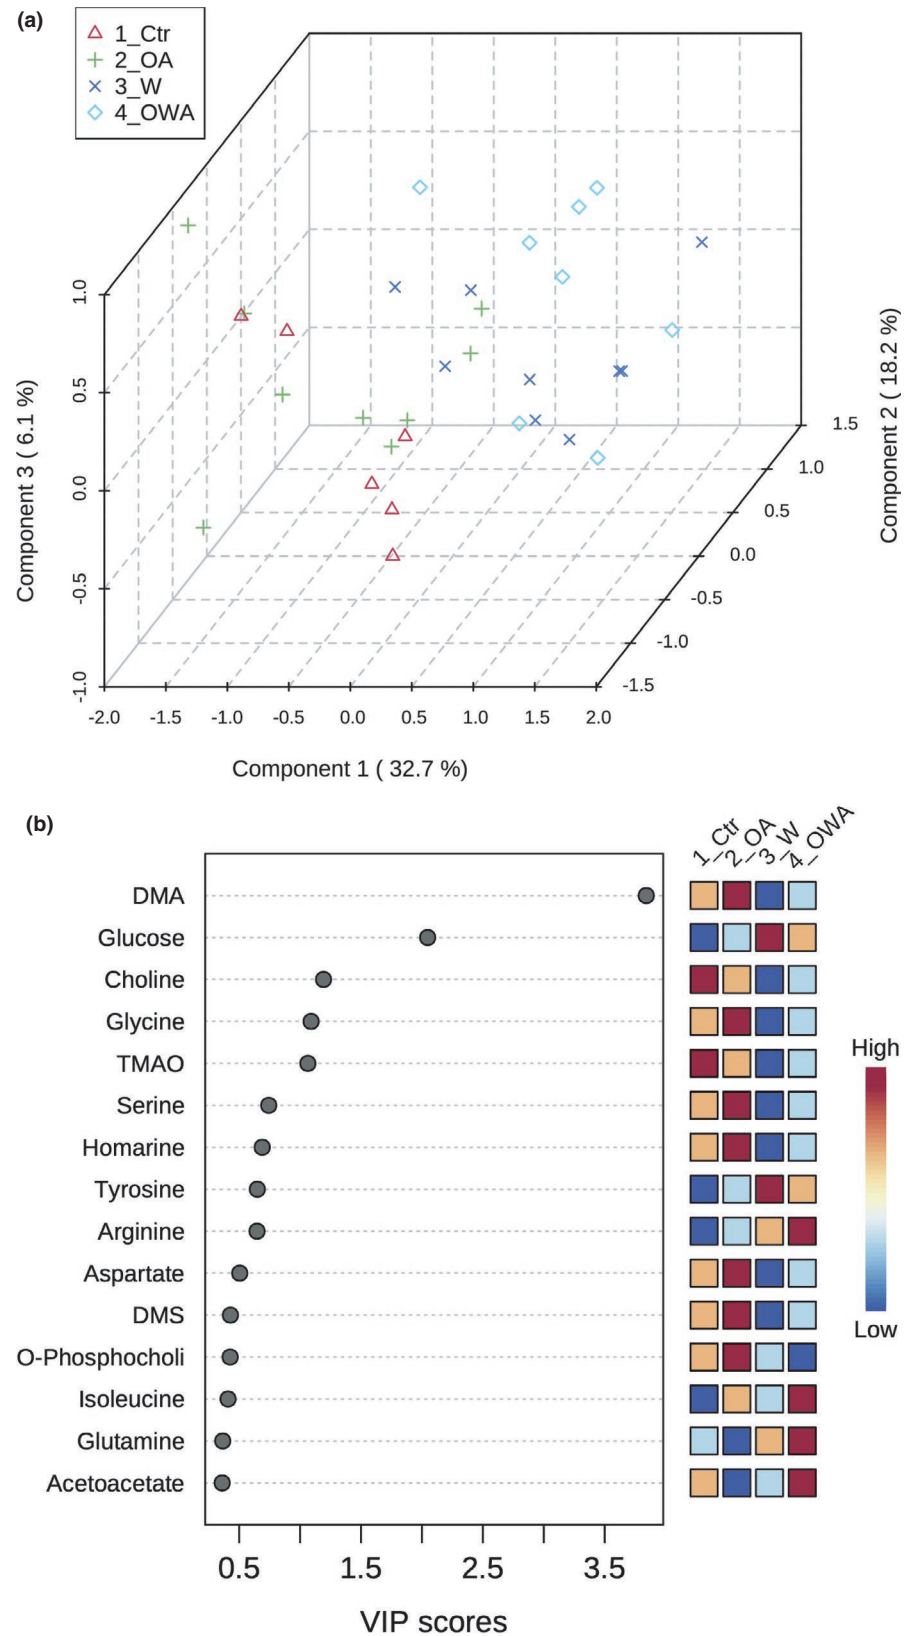 (a)
1_Ctr
2_OA
3_W
4_OWA
Component 3 ( 6.1 %)
1.0
0.5
0.0
-0.5
-1.0
Component 2 ( 18.2 %)
1.5
1.0
0.5
0.0
-0.5
-1.0
-1.5
-2.0 -1.5 -1.0 -0.5 0.0 0.5 1.0 1.5 2.0
Component 1 ( 32.7 %)
(b)
1_Ctr 2_OA 3_W 4_OWA
DMA
Glucose
Choline
Glycine
TMAO
Serine
Homarine
Tyrosine
Arginine
Aspartate
DMS
O-Phosphocholi
Isoleucine
Glutamine
Acetoacetate
High
Low
0.5 1.5 2.5 3.5
VIP scores